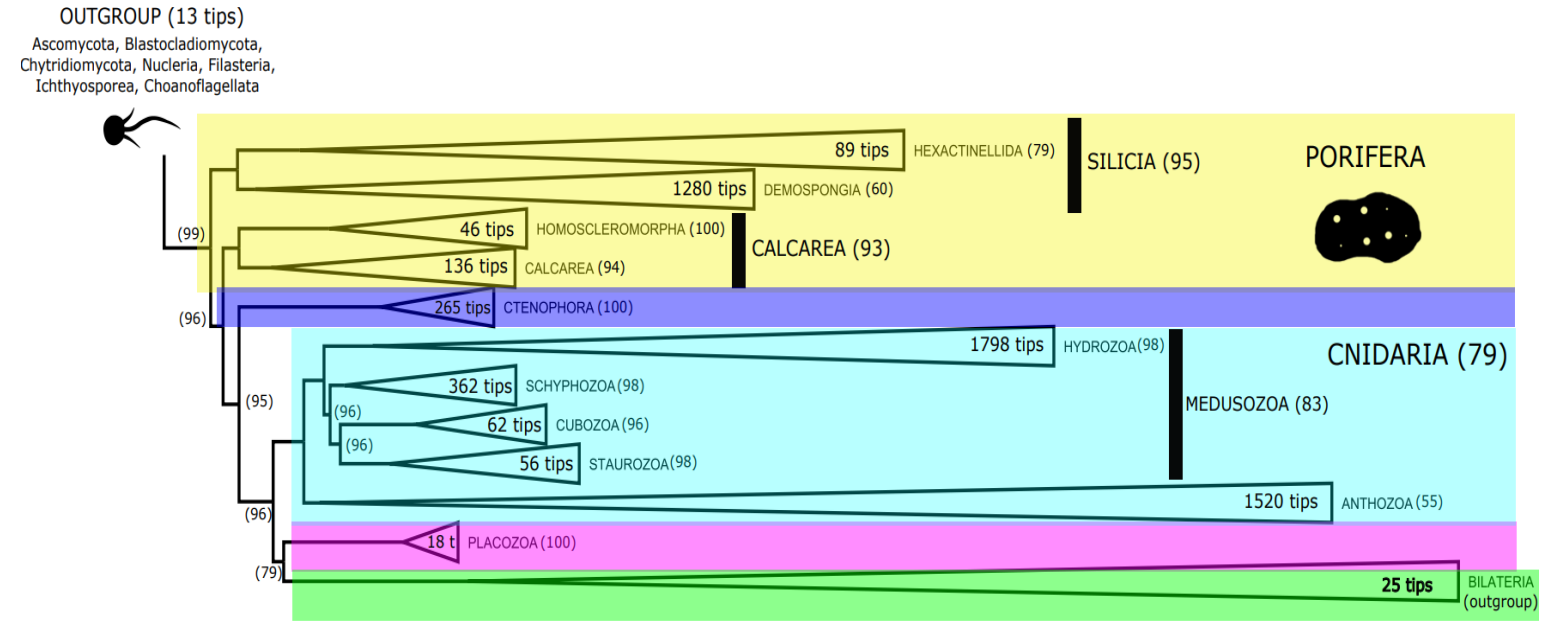 OUTGROUP (13 tips)
Ascomycota, Blastocladiomycota,
Chytridiomycota, Nucleria, Filasteria,
Ichthyosporea, Choanoflagellata
89 tips
HEXACTINELLIDA (79)
SILICIA (95)
PORIFERA
1280 tips
DEMOSPONGIA (60)
(99)
46 tips
HOMOSCLEROMORPHA (100)
CALCAREA (93)
136 tips
CALCAREA (94)
(96)
265 tips
CTENOPHORA (100)
1798 tips
HYDROZOA(98)
CNIDARIA (79)
362 tips
SCHYPHOZOA(98)
(95)
(96)
MEDUSOZOA (83)
62 tips
CUBOZOA (96)
(96)
56 tips
STAUROZOA(98)
1520 tips
ANTHOZOA (55)
(96)
18 t
PLACOZOA (100)
(79)
25 tips
BILATERIA
(outgroup)